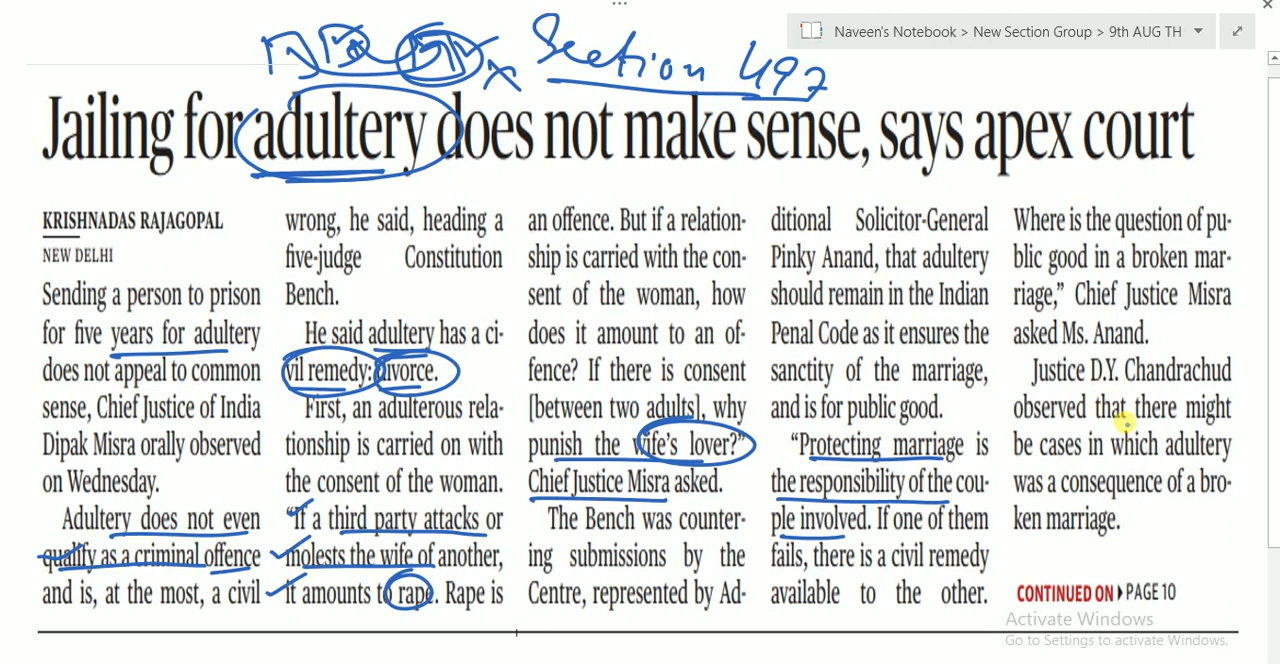 Naveen's Notebook > New Section Group > 9th AUG TH
Section 497
Jailing for adultery does not make sense, says apex court
KRISHNADAS RAJAGOPAL
NEW DELHI
Sending a person to prison
for five years for adultery
does not appeal to common
sense, Chief Justice of India
Dipak Misra orally observed
on Wednesday.
Adultery does not even
qualify as a criminal offence
and is, at the most, a civil
wrong, he said, heading a
five-judge Constitution
Bench.
He said adultery has a ci-
vil remedy: divorce.
First, an adulterous rela-
tionship is carried on with
the consent of the woman.
“If a third party attacks or
molests the wife of another,
it amounts to rape. Rape is
an offence. But if a relation-
ship is carried with the con-
sent of the woman, how
does it amount to an of-
fence? If there is consent
[between two adults], why
punish the wife’s lover?”
Chief Justice Misra asked.
The Bench was counter-
ing submissions by the
Centre, represented by Ad-
ditional Solicitor-General
Pinky Anand, that adultery
should remain in the Indian
Penal Code as it ensures the
sanctity of the marriage,
and is for public good.
“Protecting marriage is
the responsibility of the cou-
ple involved. If one of them
fails, there is a civil remedy
available to the other.
Where is the question of pu-
blic good in a broken mar-
riage,” Chief Justice Misra
asked Ms. Anand.
Justice D.Y. Chandrachud
observed that there might
be cases in which adultery
was a consequence of a bro-
ken marriage.
CONTINUED ON PAGE 10
Activate Windows
Go to Settings to activate Windows.